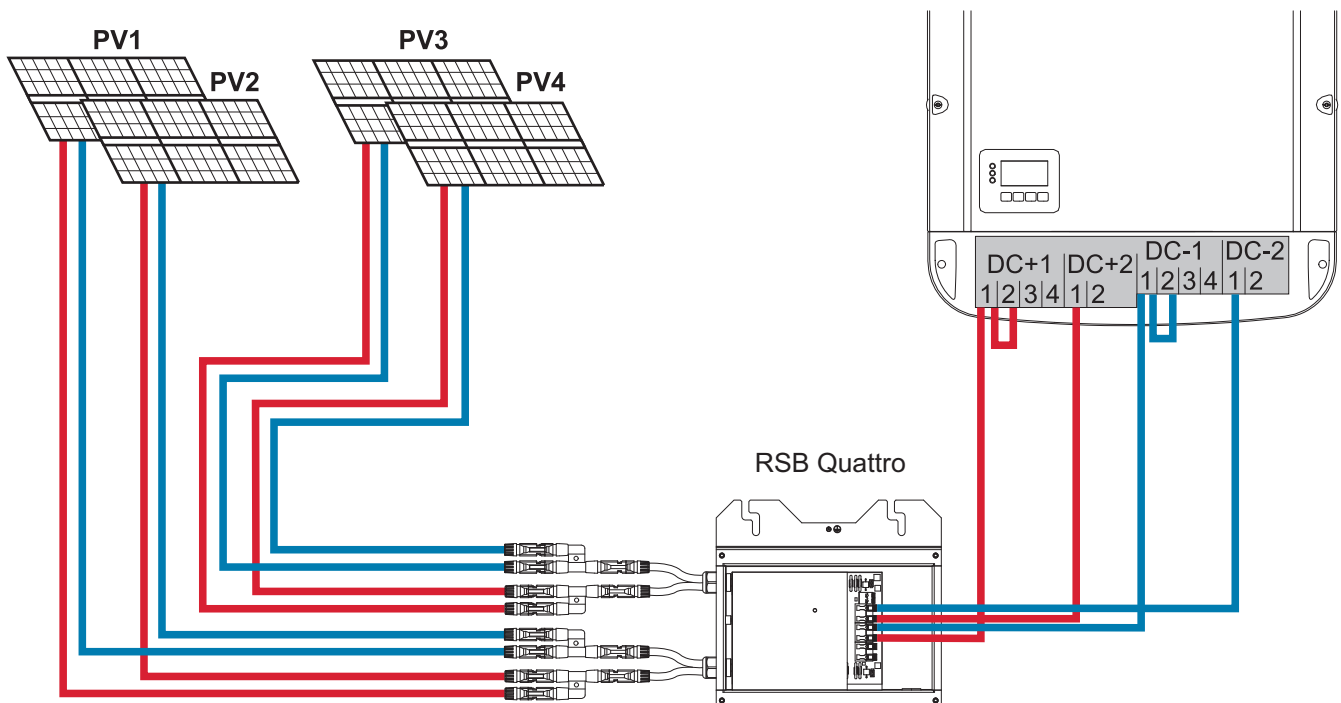 PV1
PV3
PV2
PV4
DC+1 DC+2 DC-1 DC-2
1 2 3 4 1 2 1 2 3 4 1 2
RSB Quattro